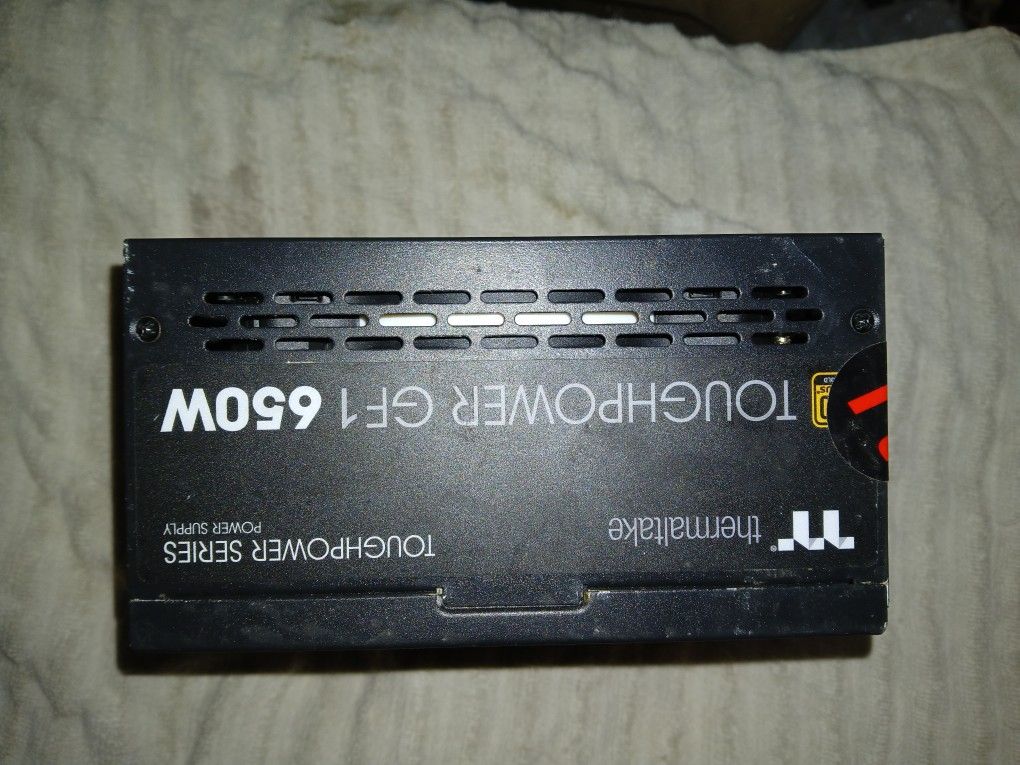 thermaltake®
TOUGHPOWER SERIES
POWER SUPPLY
TOUGHPOWER GF1 650W